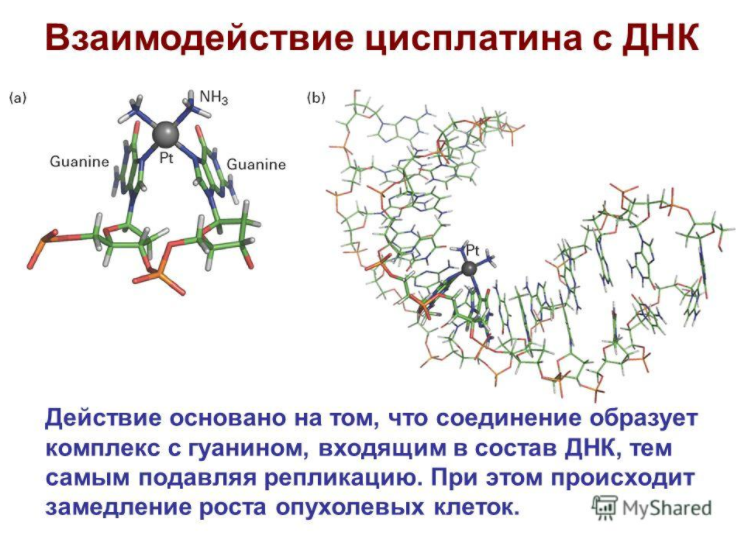 Взаимодействие цисплатина с ДНК
(a)
NH3
(b)
Guanine
Pt
Guanine
Pt
Действие основано на том, что соединение образует
комплекс с гуанином, входящим в состав ДНК, тем
самым подавляя репликацию. При этом происходит
замедление роста опухолевых клеток.
MyShared